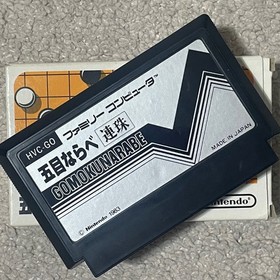 HVC-GO
ファミリー コンピュータ
五目ならべ 連珠
GOMOKUNARABE
MADE IN JAPAN
© Nintendo 1983
intendo